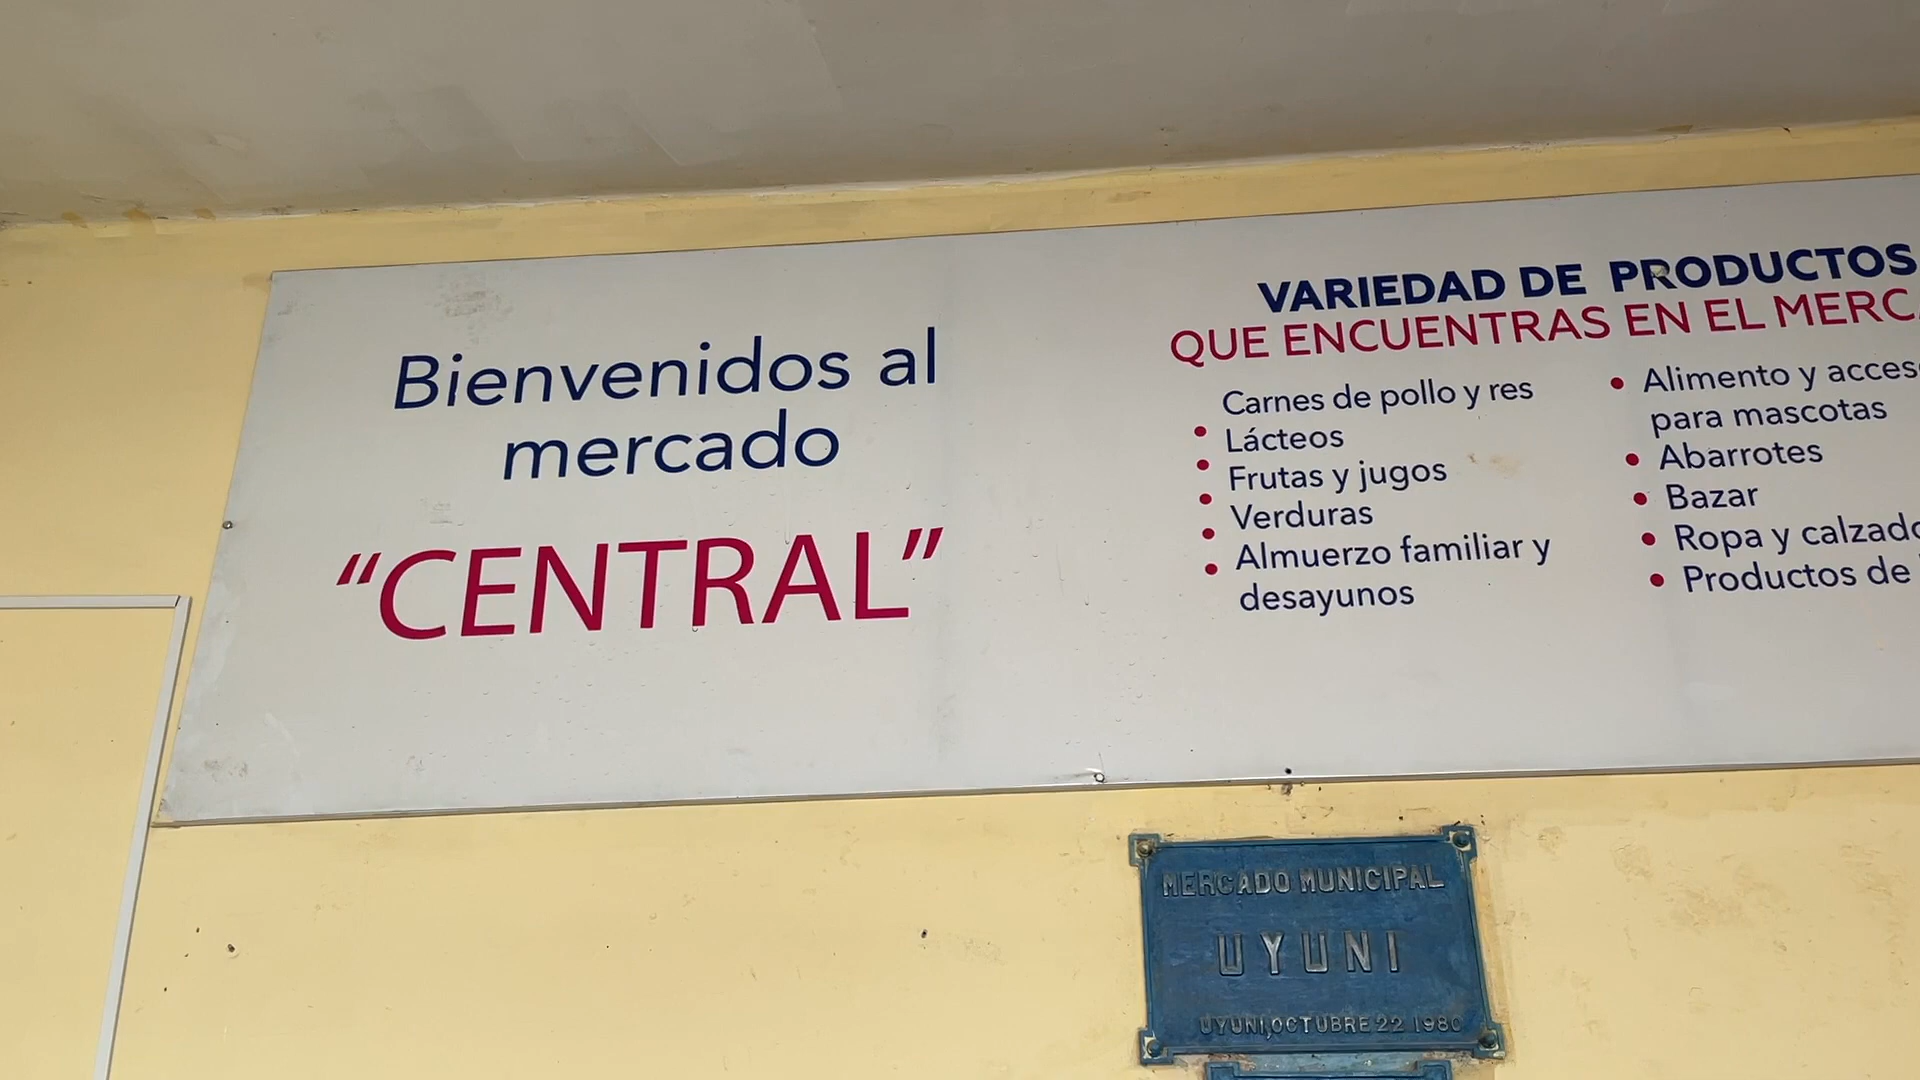 Bienvenidos al
mercado
“CENTRAL”
VARIEDAD DE PRODUCTOS
QUE ENCUENTRAS EN EL
Carnes de pollo y res
• Lácteos
• Frutas y jugos
• Verduras
• Almuerzo familiar y
• desayunos
• Alimento y
para mascotas
• Abarrotes
• Bazar
• Ropa y
• Productos de
MERCADO MUNICIPAL
UYUNI
UYUNI, OCTUBRE 22